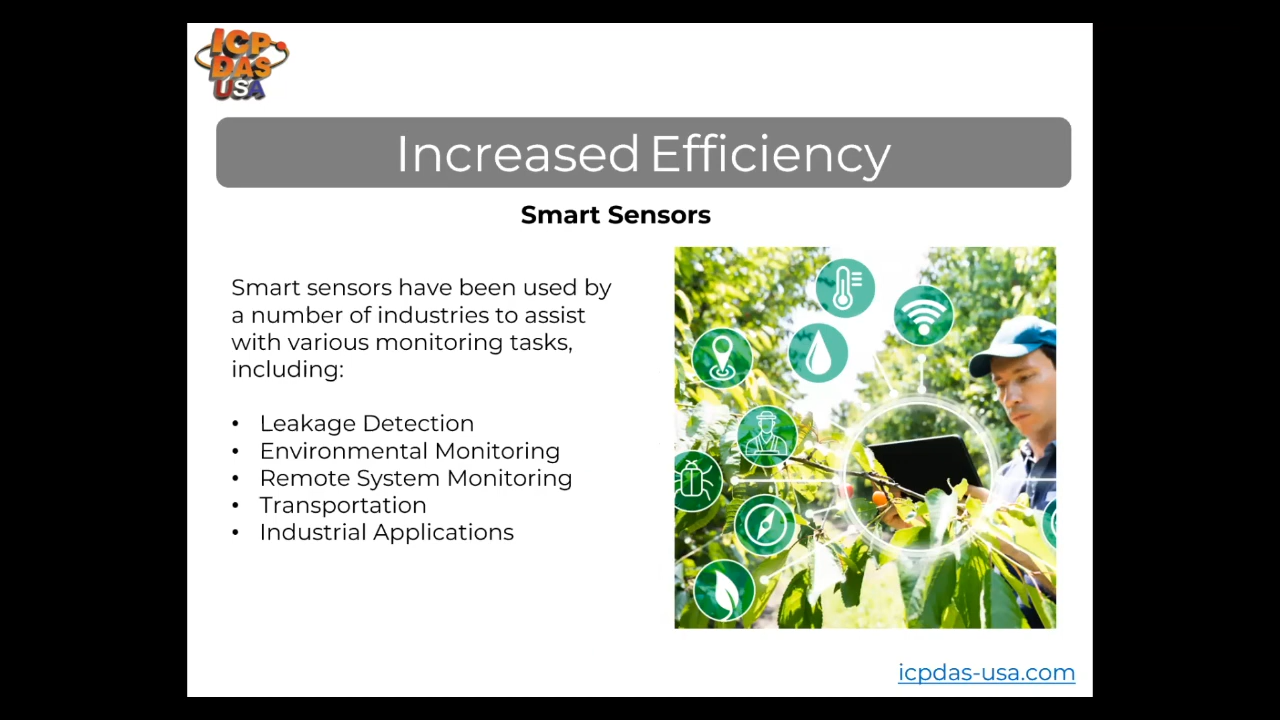 ICP
DAS
USA
Increased Efficiency
Smart Sensors
Smart sensors have been used by
a number of industries to assist
with various monitoring tasks,
including:
• Leakage Detection
• Environmental Monitoring
• Remote System Monitoring
• Transportation
• Industrial Applications
icpdas-usa.com